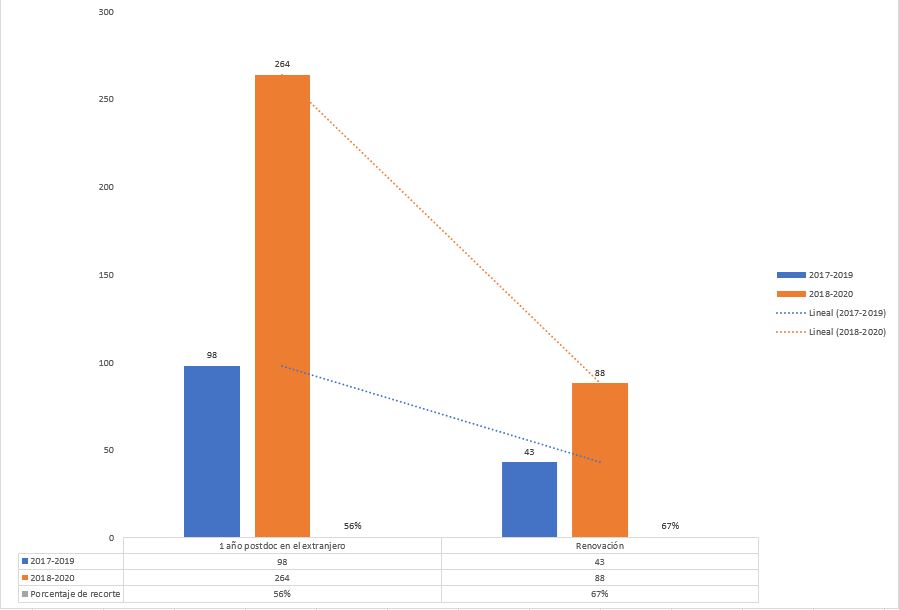 300
264
250
200
150
2017-2019
2018-2020
Lineal (2017-2019)
Lineal (2018-2020)
98
100
88
50
43
56%
67%
0
1 año postdoc en el extranjero Renovación
2017-2019 98 43
2018-2020 264 88
Porcentaje de recorte 56% 67%